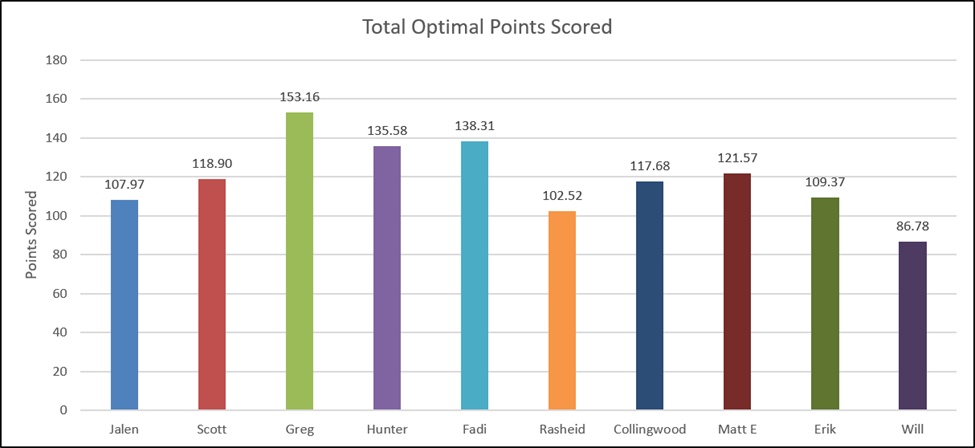 Total Optimal Points Scored
Points Scored
180
160
140
120
100
80
60
40
20
0
107.97
118.90
153.16
135.58
138.31
102.52
117.68
121.57
109.37
86.78
Jalen
Scott
Greg
Hunter
Fadi
Rasheid
Collingwood
Matt E
Erik
Will